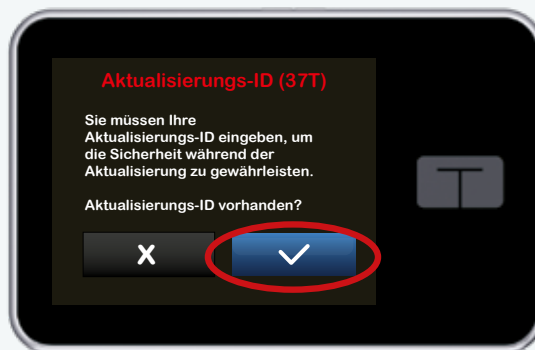 Aktualisierungs-ID (37T)
Sie müssen Ihre
Aktualisierungs-ID eingeben, um
die Sicherheit während der
Aktualisierung zu gewährleisten.
Aktualisierungs-ID vorhanden?
X